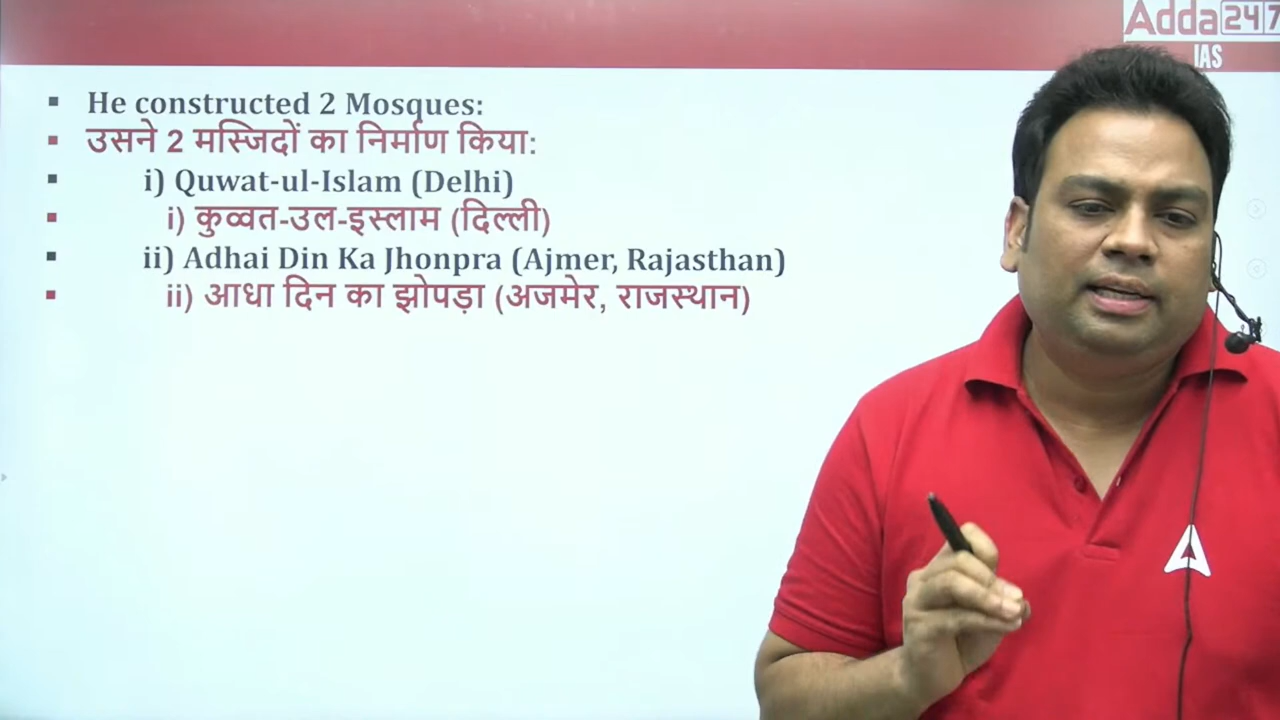 Adda247
IAS
▪ He constructed 2 Mosques:
▪ उसने 2 मस्जिदों का निर्माण किया:
▪ i) Quwat-ul-Islam (Delhi)
▪ i) कुव्वत-उल-इस्लाम (दिल्ली)
▪ ii) Adhai Din Ka Jhonpra (Ajmer, Rajasthan)
▪ ii) आधा दिन का झोपड़ा (अजमेर, राजस्थान)